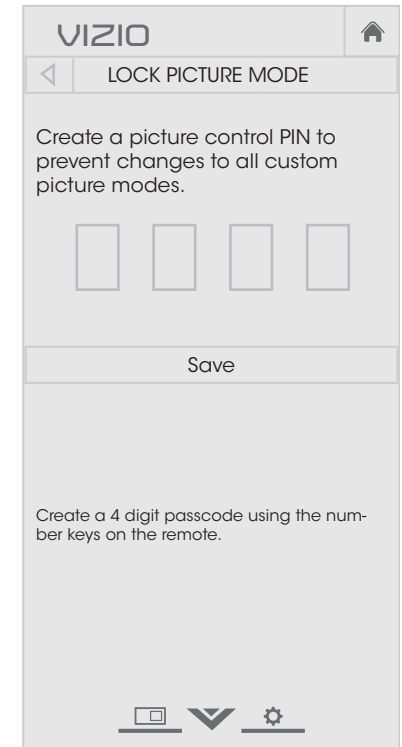 VIZIO
LOCK PICTURE MODE
Create a picture control PIN to
prevent changes to all custom
picture modes.
Save
Create a 4 digit passcode using the num-
ber keys on the remote.